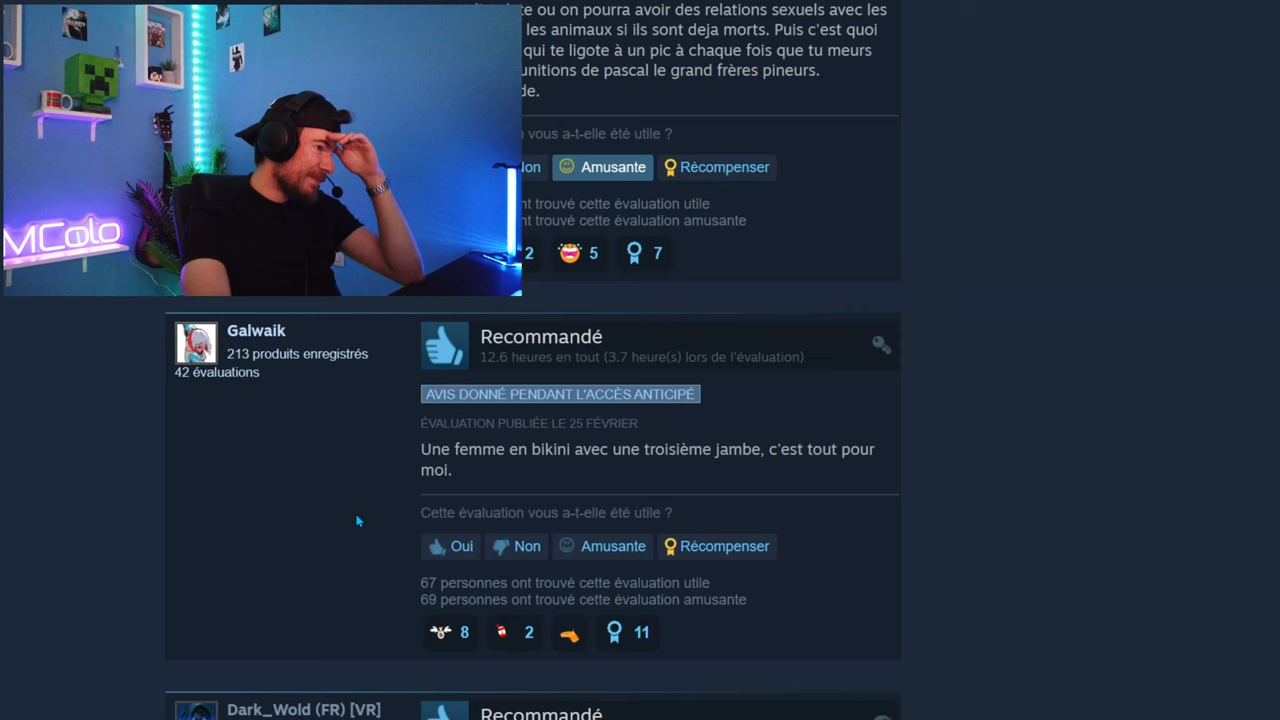 ou on pourra avoir des relations sexuels avec les
les animaux si ils sont deja morts. Puis c'est quoi
qui te ligote à un pic à chaque fois que tu meurs
unitions de pascal le grand frères pineurs.
de.
vous a-t-elle été utile ?
Amusante
Récompenser
nt trouvé cette évaluation utile
nt trouvé cette évaluation amusante
2
5
7
MColo
Galwaik
213 produits enregistrés
42 évaluations
Recommandé
12.6 heures en tout (3.7 heure(s) lors de l'évaluation)
AVIS DONNÉ PENDANT L'ACCÈS ANTICIPÉ
ÉVALUATION PUBLIÉE LE 25 FÉVRIER
Une femme en bikini avec une troisième jambe, c'est tout pour
moi.
Cette évaluation vous a-t-elle été utile ?
Oui
Non
Amusante
Récompenser
67 personnes ont trouvé cette évaluation utile
69 personnes ont trouvé cette évaluation amusante
8
2
11
Dark_Wold (FR) [VR]
Recommandé